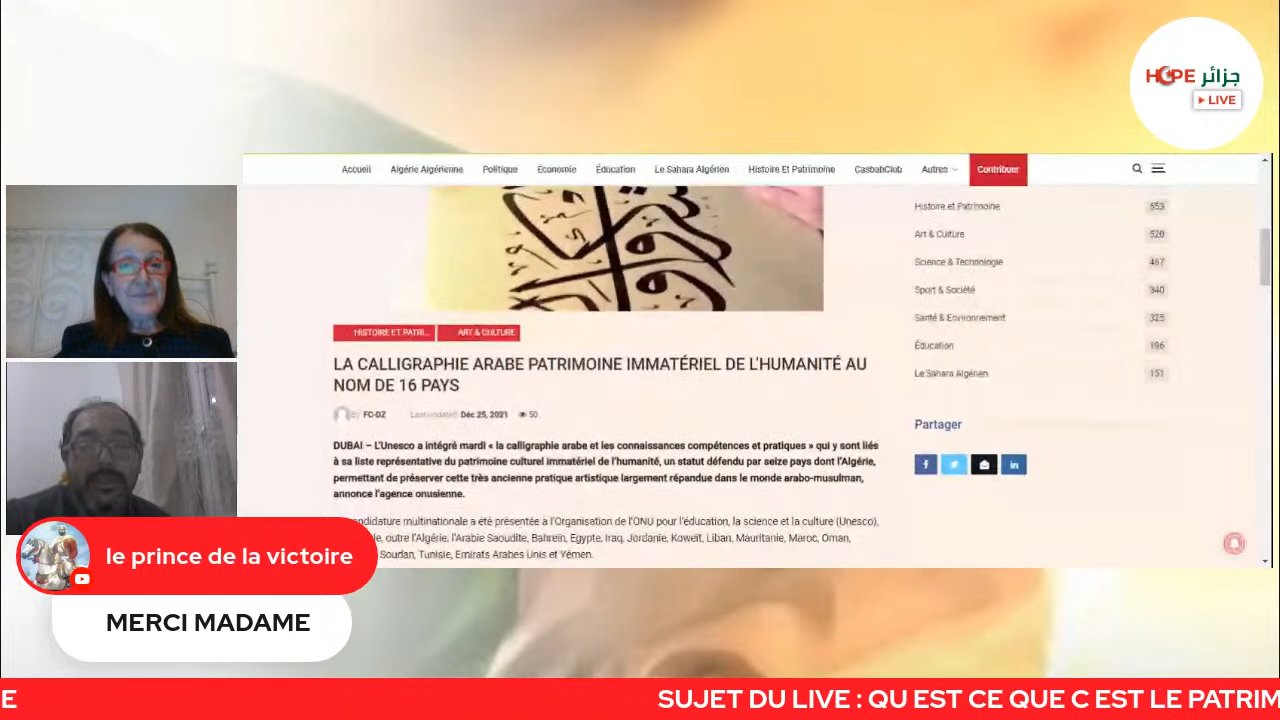 HOPE جزائر
LIVE
Accueil Algérie Algérienne Politique Economie Éducation Le Sahara Algérien Histoire Et Patrimoine CasbahClub Autres Contribuer
Histoire et Patrimoine 553
Art & Culture 520
Science & Technologie 467
Sport & Société 340
Santé & Environnement 325
Éducation 196
Le Sahara Algérien 151
Partager
HISTOIRE ET PATRI... ART & CULTURE
LA CALLIGRAPHIE ARABE PATRIMOINE IMMATÉRIEL DE L'HUMANITÉ AU
NOM DE 16 PAYS
By FC-DZ Last updated Déc 25, 2021 50
DUBAI – L'Unesco a intégré mardi « la calligraphie arabe et les connaissances compétences et pratiques » qui y sont liés
à sa liste représentative du patrimoine culturel immatériel de l'humanité, un statut défendu par seize pays dont l'Algérie,
permettant de préserver cette très ancienne pratique artistique largement répandue dans le monde arabo-musulman,
annonce l'agence onusienne.
candidature multinationale a été présentée à l'Organisation de l'ONU pour l'éducation, la science et la culture (Unesco),
outre l'Algérie, l'Arabie Saoudite, Bahreïn, Egypte, Iraq, Jordanie, Koweït, Liban, Mauritanie, Maroc, Oman,
Soudan, Tunisie, Emirats Arabes Unis et Yémen.
le prince de la victoire
MERCI MADAME
E SUJET DU LIVE : QU EST CE QUE C EST LE PATRIM